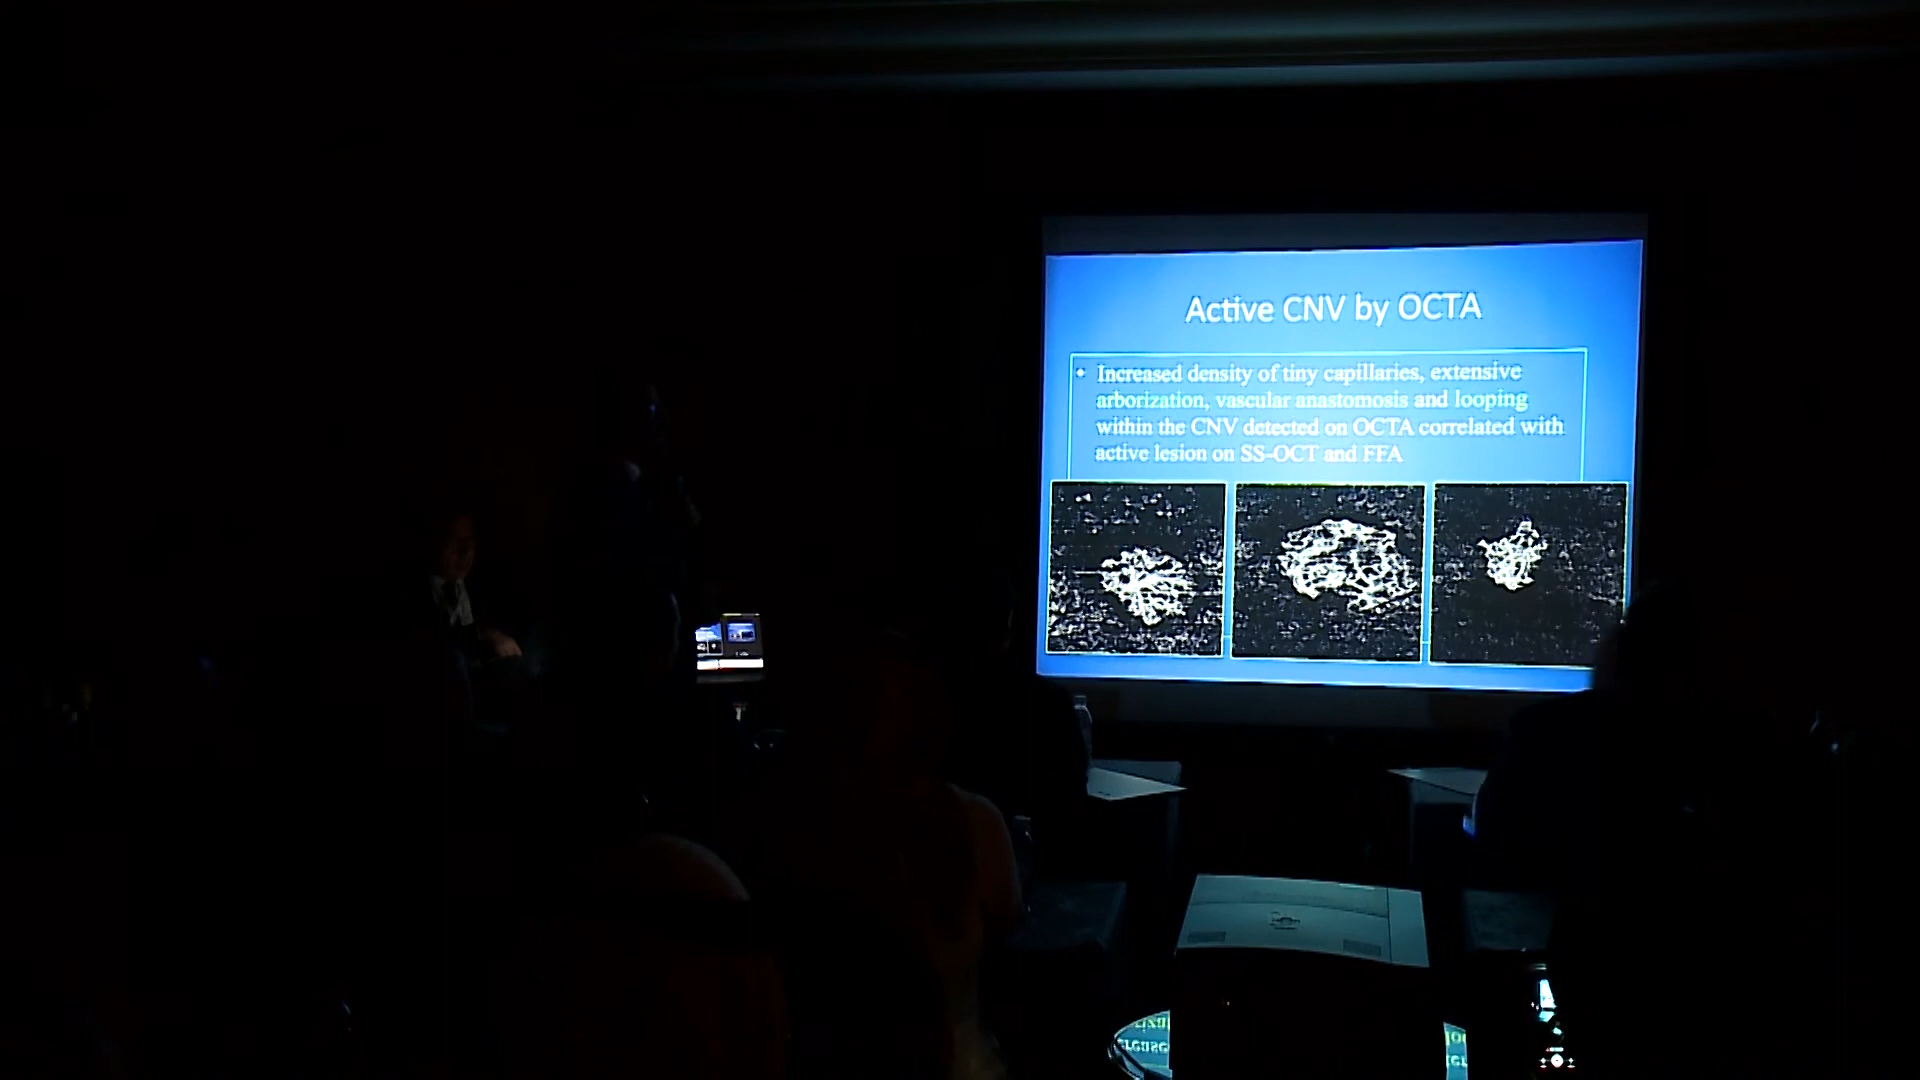 Active CNV by OCTA
Increased density of tiny capillaries, extensive
arborization, vascular anastomosis and looping
within the CNV detected on OCTA correlated with
active lesion on SS-OCT and FFA